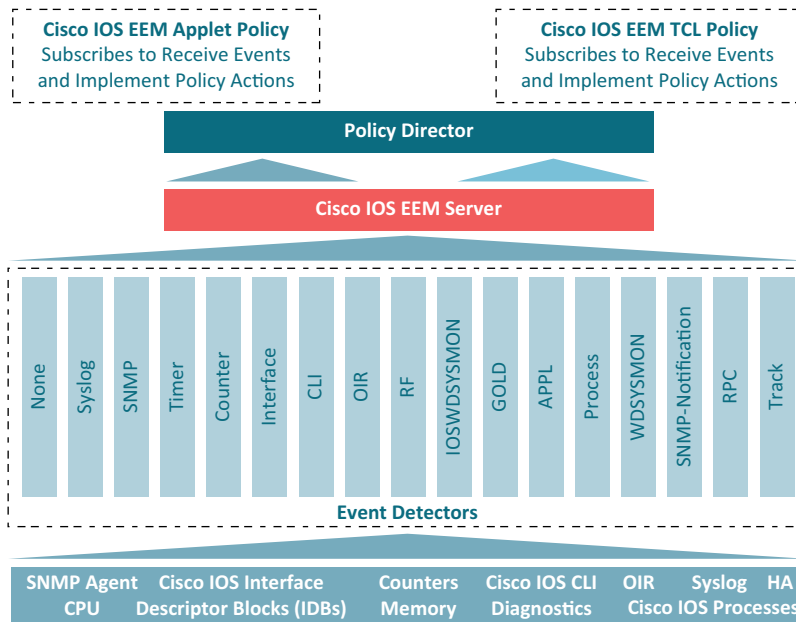 Cisco IOS EEM Applet Policy
Subscribes to Receive Events
and Implement Policy Actions
Cisco IOS EEM TCL Policy
Subscribes to Receive Events
and Implement Policy Actions
Policy Director
Cisco IOS EEM Server
None
Syslog
SNMP
Timer
Counter
Interface
CLI
OIR
RF
IOSWDSYSMON
GOLD
APPL
Process
WDSYSMON
SNMP-Notification
RPC
Track
Event Detectors
SNMP Agent
CPU
Cisco IOS Interface
Descriptor Blocks (IDBs)
Counters
Memory
Cisco IOS CLI
Diagnostics
OIR
Syslog
HA
Cisco IOS Processes